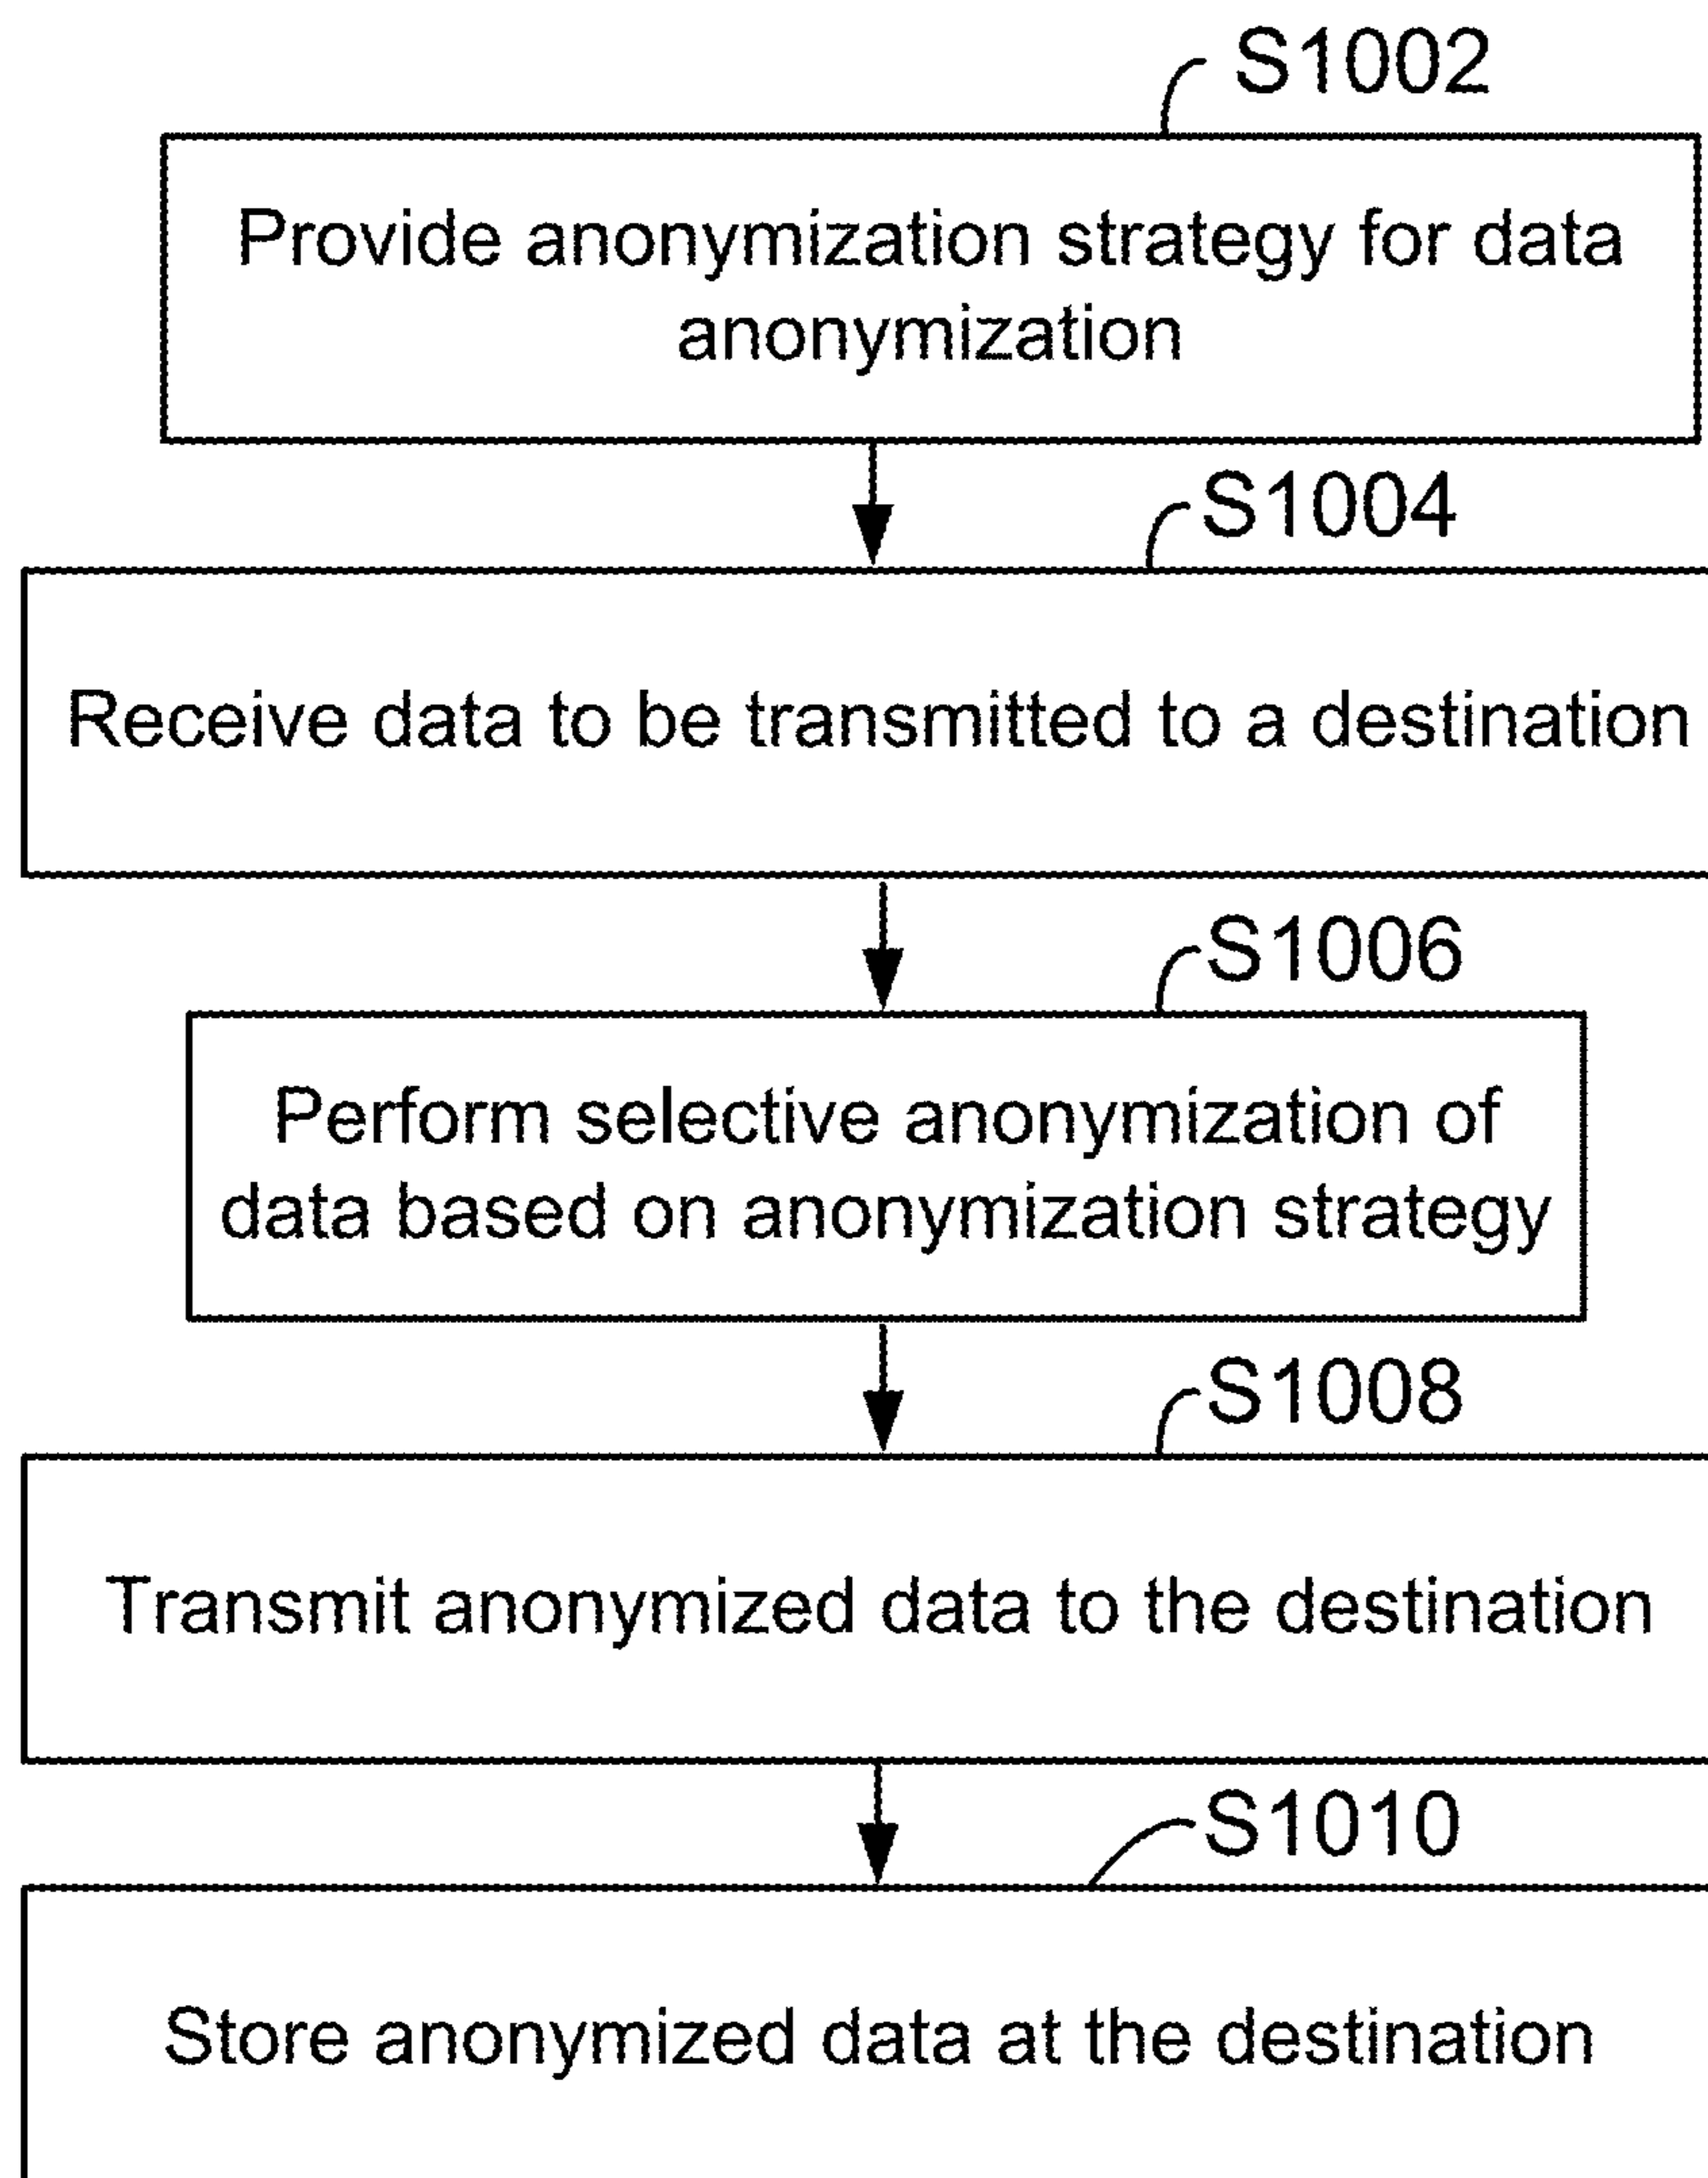 S1002
Provide anonymization strategy for data
anonymization
S1004
Receive data to be transmitted to a destination
S1006
Perform selective anonymization of
data based on anonymization strategy
S1008
Transmit anonymized data to the destination
S1010
Store anonymized data at the destination